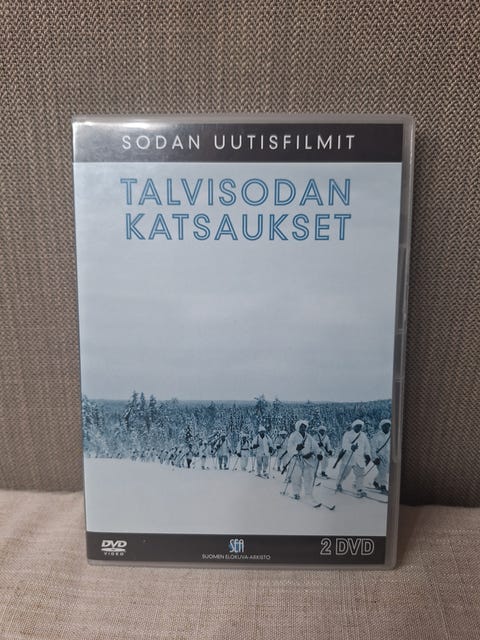 SODAN UUTISFILMIT
TALVISODAN
KATSAUKSET
DVD
VIDEO
SEA
SUOMEN ELOKUVA-ARKISTO
2 DVD